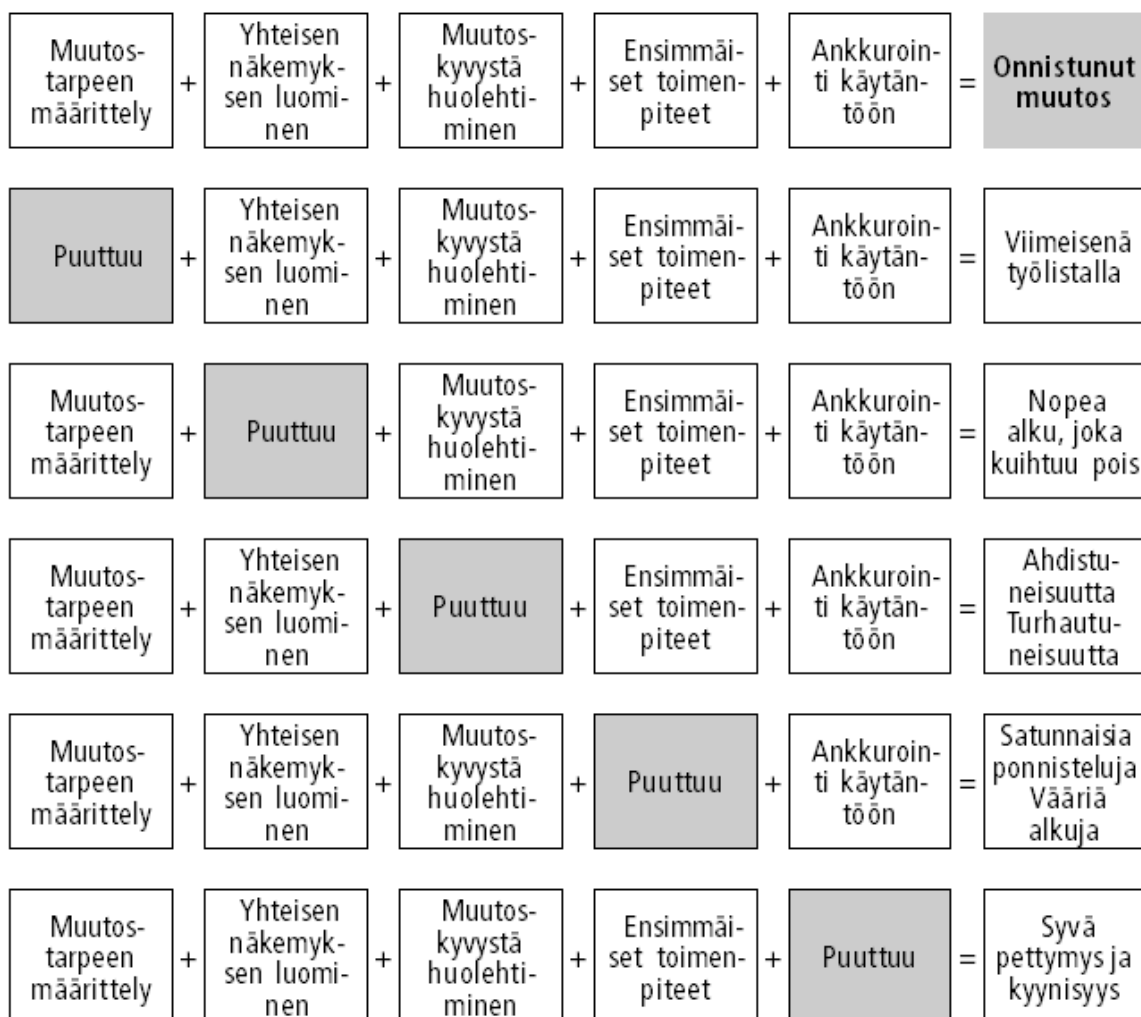 Muutos-
tarpeen
määrittely
+
Yhteisen
näkemyk-
sen luomi-
nen
+
Muutos-
kyvystä
huolehti-
minen
+
Ensimmäi-
set toimen-
piteet
+
Ankkuroin-
ti käytän-
töön
=
Onnistunut
muutos
Puuttuu
+
Yhteisen
näkemyk-
sen luomi-
nen
+
Muutos-
kyvystä
huolehti-
minen
+
Ensimmäi-
set toimen-
piteet
+
Ankkuroin-
ti käytän-
töön
=
Viimeisenä
työlistalla
Muutos-
tarpeen
määrittely
+
Puuttuu
+
Muutos-
kyvystä
huolehti-
minen
+
Ensimmäi-
set toimen-
piteet
+
Ankkuroin-
ti käytän-
töön
=
Nopea
alku, joka
kuihtuu pois
Muutos-
tarpeen
määrittely
+
Yhteisen
näkemyk-
sen luomi-
nen
+
Puuttuu
+
Ensimmäi-
set toimen-
piteet
+
Ankkuroin-
ti käytän-
töön
=
Ahdistu-
neisuutta
Turhautu-
neisuutta
Muutos-
tarpeen
määrittely
+
Yhteisen
näkemyk-
sen luomi-
nen
+
Muutos-
kyvystä
huolehti-
minen
+
Puuttuu
+
Ankkuroin-
ti käytän-
töön
=
Satunnaisia
ponnisteluja
Vääriä
alkuja
Muutos-
tarpeen
määrittely
+
Yhteisen
näkemyk-
sen luomi-
nen
+
Muutos-
kyvystä
huolehti-
minen
+
Ensimmäi-
set toimen-
piteet
+
Puuttuu
=
Syvä
pettymys ja
kyynisyys